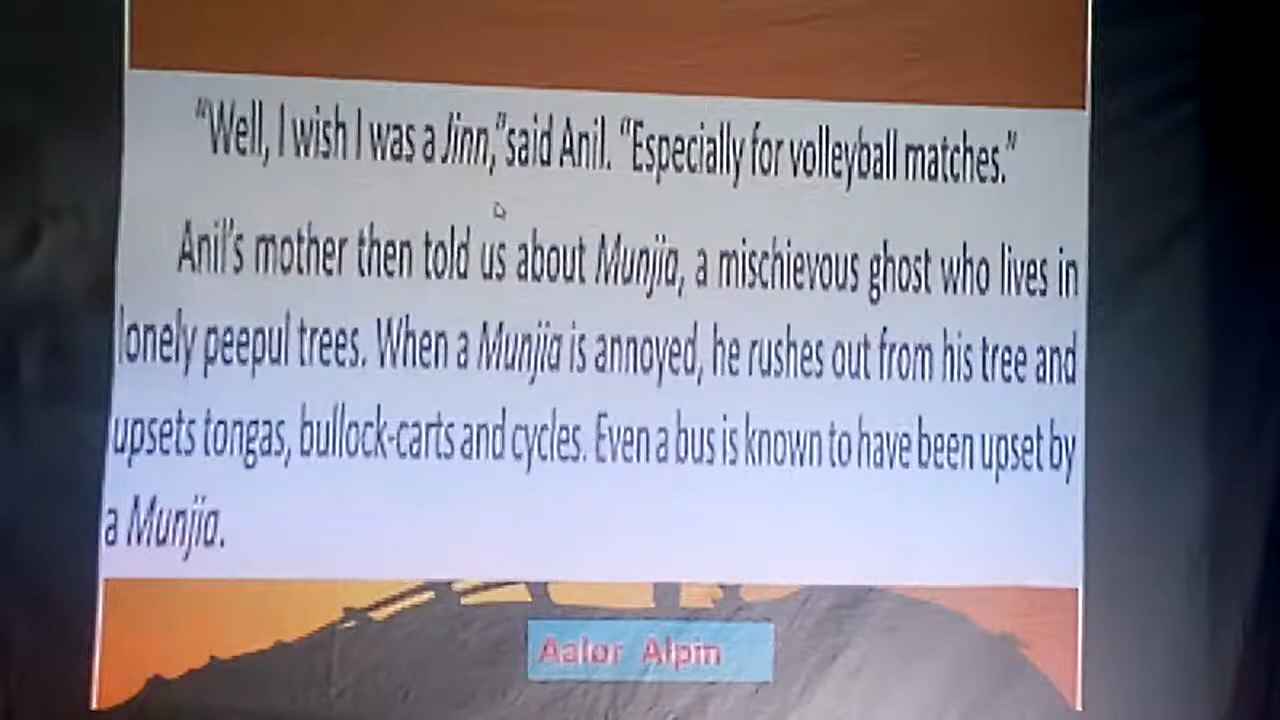 “Well, I wish I was a Jinn,”said Anil. “Especially for volleyball matches.”
Anil’s mother then told us about Munjia, a mischievous ghost who lives in
lonely peepul trees. When a Munjia is annoyed, he rushes out from his tree and
upsets tongas, bullock-carts and cycles. Even a bus is known to have been upset by
a Munjia.
Aalor Alpin